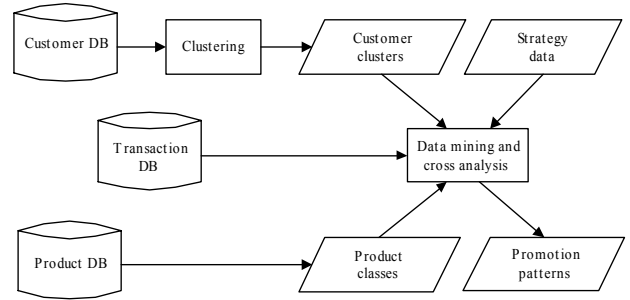 Customer DB
Clustering
Customer
clusters
Strategy
data
Transaction
DB
Data mining and
cross analysis
Product DB
Product
classes
Promotion
patterns